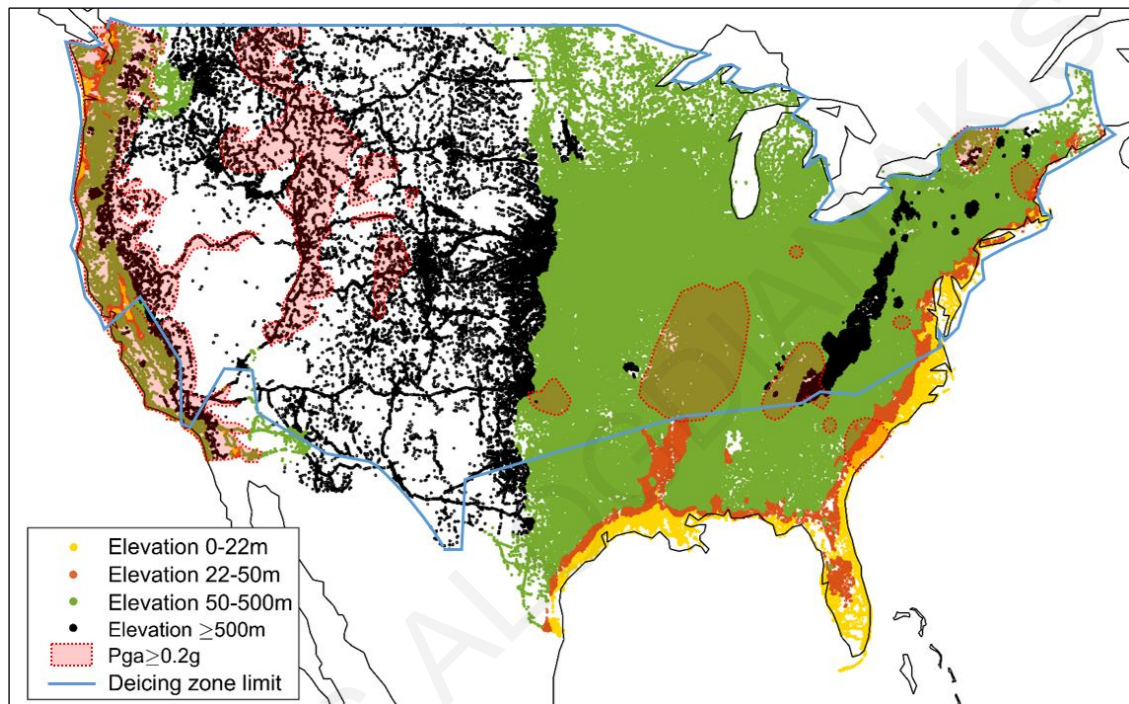 Elevation 0-22m
Elevation 22-50m
Elevation 50-500m
Elevation ≥500m
Pga≥0.2g
Deicing zone limit